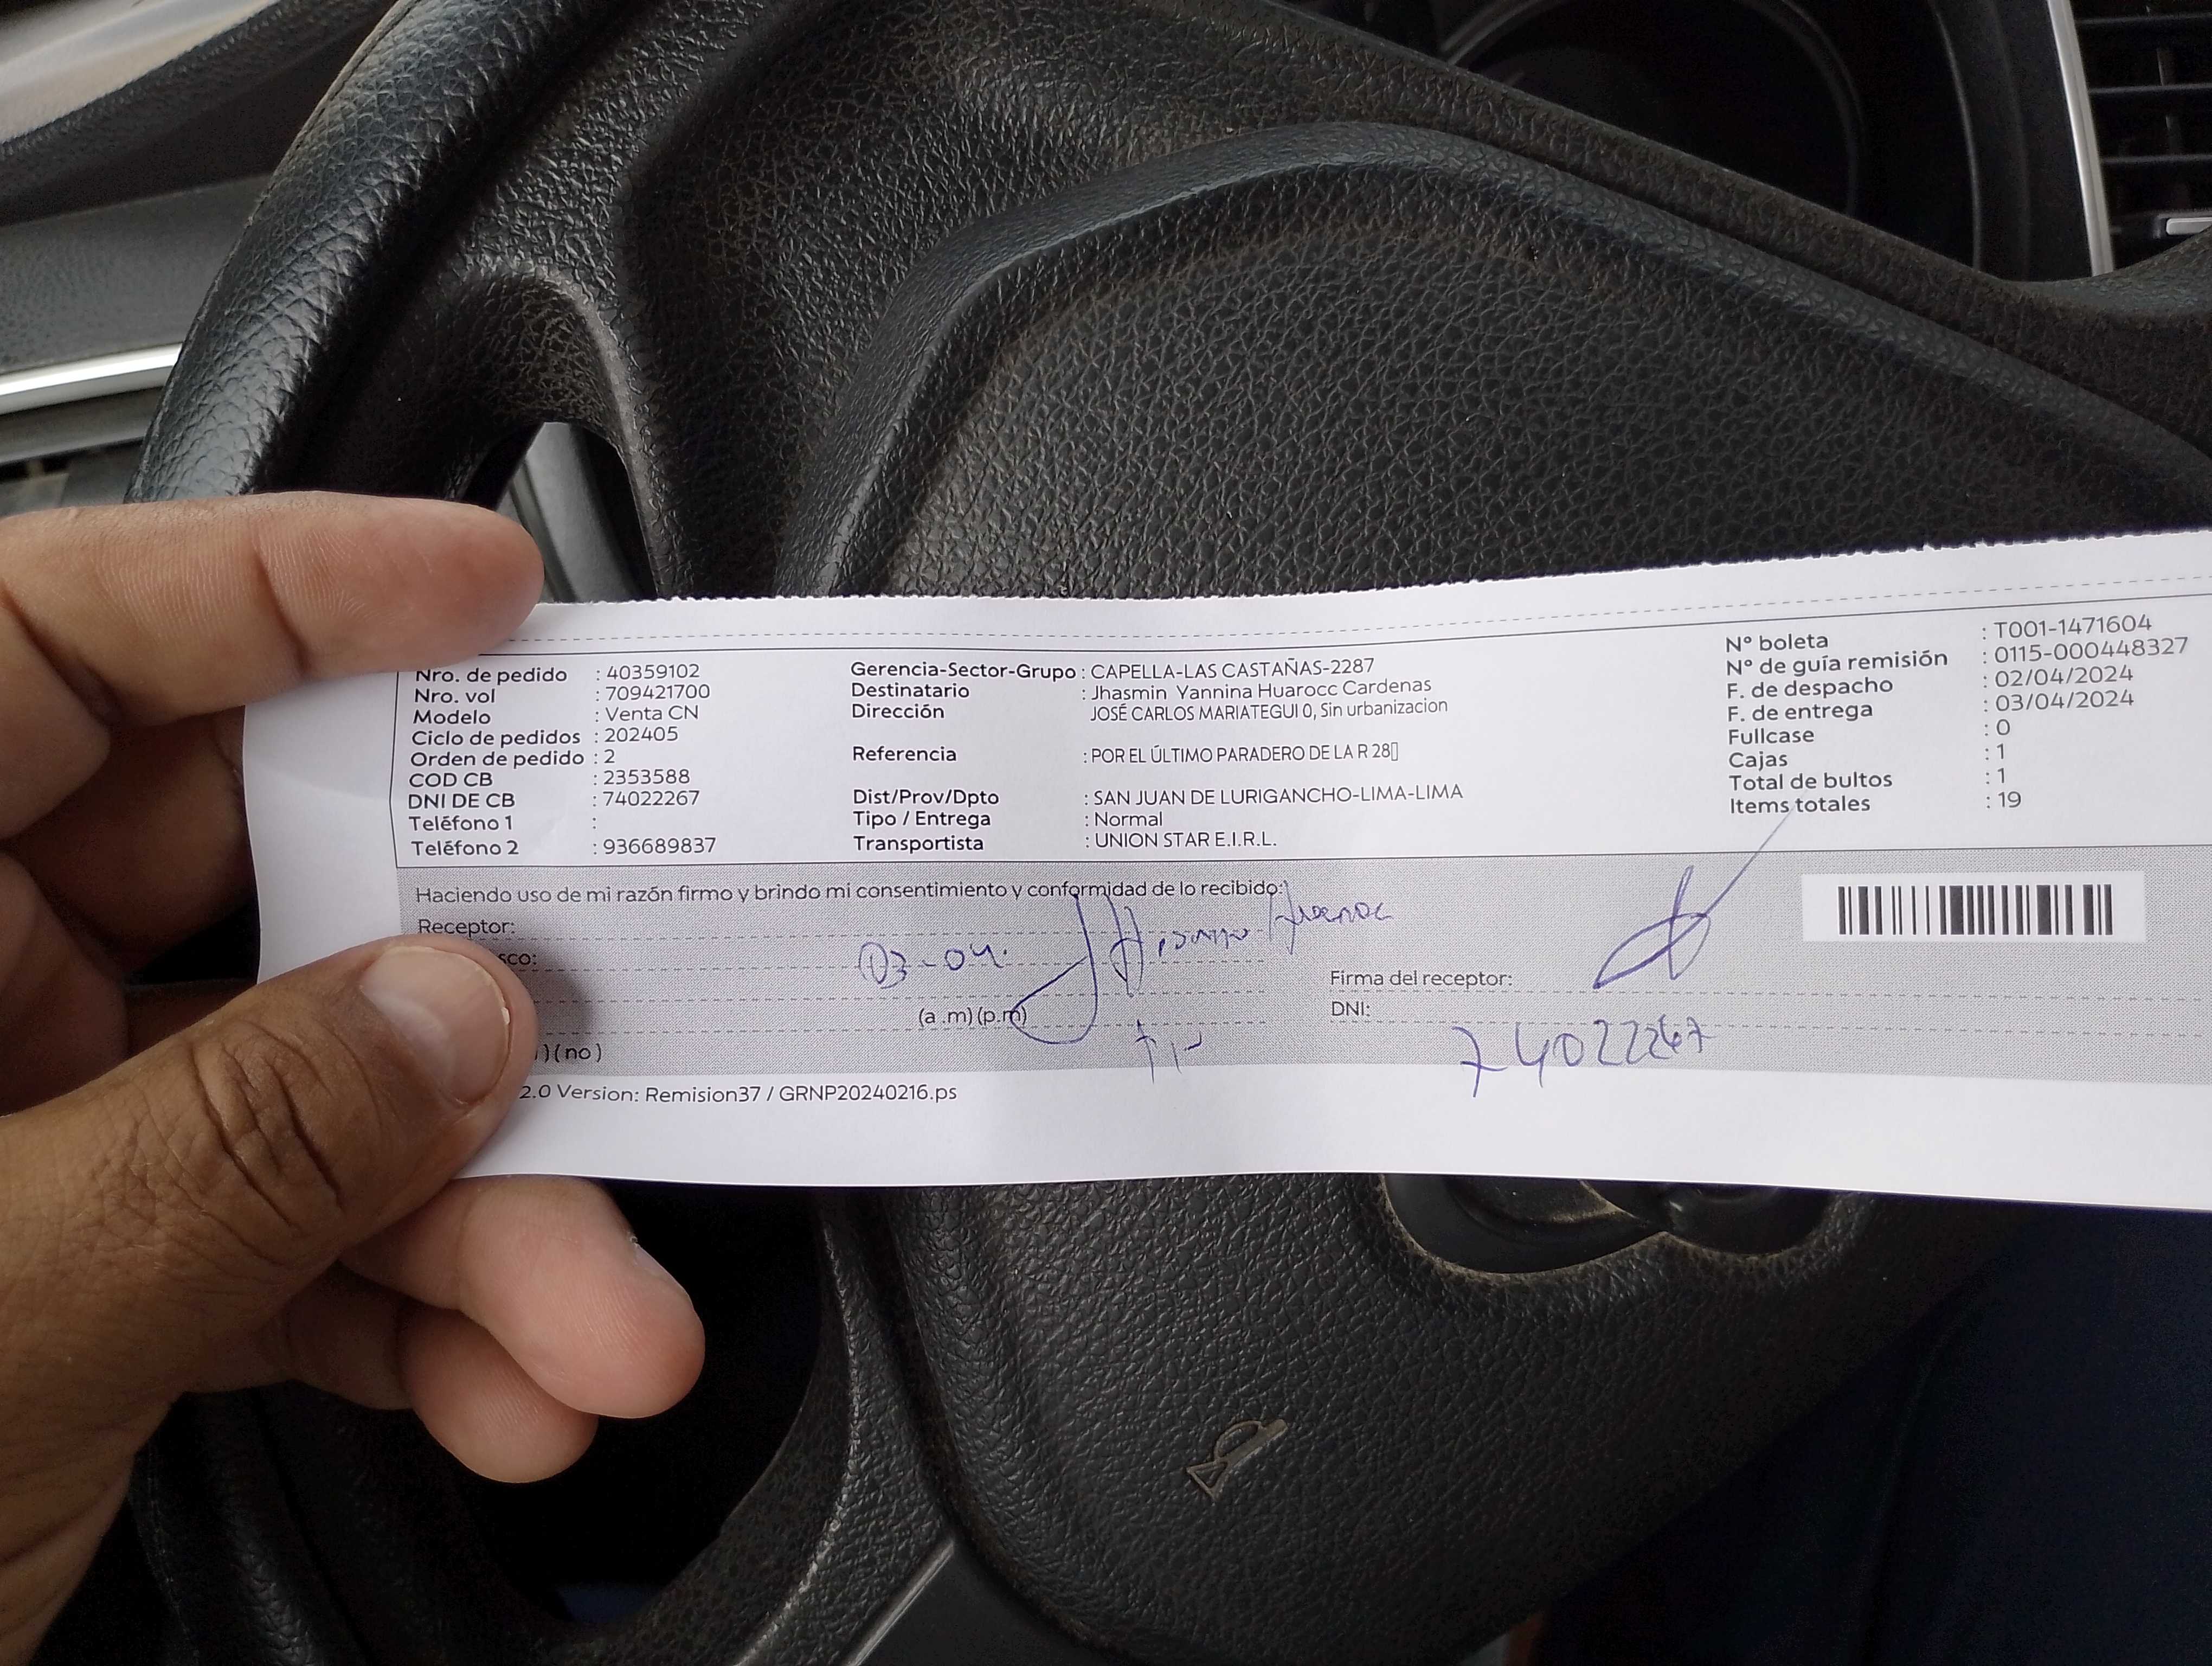 Nro. de pedido : 40359102
Nro. vol : 709421700
Modelo : Venta CN
Ciclo de pedidos : 202405
Orden de pedido : 2
COD CB : 2353588
DNI DE CB : 74022267
Teléfono 1 :
Teléfono 2 : 936689837
Gerencia-Sector-Grupo : CAPELLA-LAS CASTAÑAS-2287
Destinatario : Jhasmin Yannina Huarocc Cardenas
Dirección JOSÉ CARLOS MARIATEGUI 0, Sin urbanizacion
Referencia : POR EL ÚLTIMO PARADERO DE LA R 28▯
Dist/Prov/Dpto : SAN JUAN DE LURIGANCHO-LIMA-LIMA
Tipo / Entrega : Normal
Transportista : UNION STAR E.I.R.L.
N° boleta : T001-1471604
N° de guía remisión : 0115-000448327
F. de despacho : 02/04/2024
F. de entrega : 03/04/2024
Fullcase : 0
Cajas : 1
Total de bultos : 1
Items totales : 19
Haciendo uso de mi razón firmo y brindo mi consentimiento y conformidad de lo recibido:
Receptor:
sco:
03-04.
(a .m) (p.m)
)(no)
Firma del receptor:
DNI:
74022267
2.0 Version: Remision37 / GRNP20240216.ps